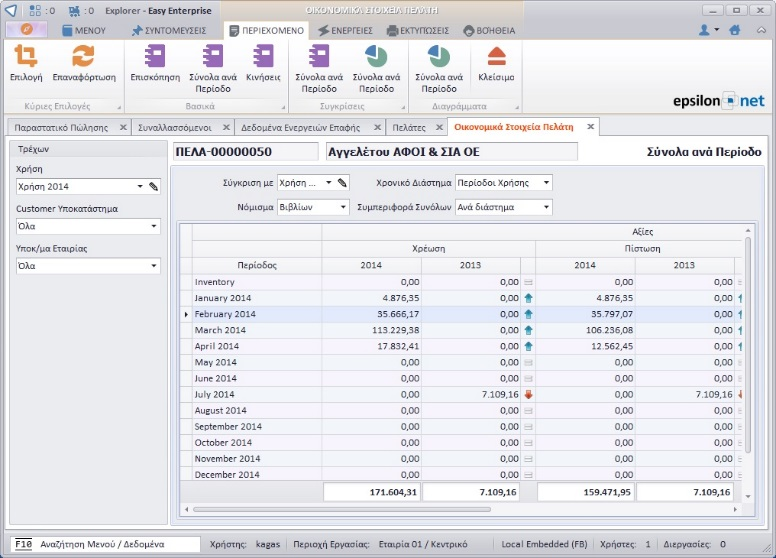 :0 :0 Explorer - Easy Enterprise ΟΙΚΟΝΟΜΙΚΑ ΣΤΟΙΧΕΙΑ ΠΕΛΑΤΗ
ΜΕΝΟΥ ΣΥΝΤΟΜΕΥΣΕΙΣ ΠΕΡΙΕΧΟΜΕΝΟ ΕΝΕΡΓΕΙΕΣ ΕΚΤΥΠΩΣΕΙΣ ΒΟΉΘΕΙΑ
Επιλογή Επαναφόρτωση Επισκόπηση Σύνολα ανά Περίοδο Κινήσεις Σύνολα ανά Περίοδο Σύνολα ανά Περίοδο Σύνολα ανά Περίοδο Κλείσιμο
Κύριες Επιλογές Βασικά Συγκρίσεις Διαγράμματα
epsilon net
Παραστατικό Πώλησης Συναλλασσόμενοι Δεδομένα Ενεργειών Επαφής Πελάτες Οικονομικά Στοιχεία Πελάτη
Τρέχων
Χρήση
Χρήση 2014
Customer Υποκατάστημα
Όλα
Υποκ/μα Εταιρίας
Όλα
ΠΕΛΑ-00000050 Αγγελέτου ΑΦΟΙ & ΣΙΑ ΟΕ Σύνολα ανά Περίοδο
Σύγκριση με Χρήση ... Χρονικό Διάστημα Περίοδοι Χρήσης
Νόμισμα Βιβλίων Συμπεριφορά Συνόλων Ανά διάστημα
Αξίες
Χρέωση Πίστωση
Περίοδος 2014 2013 2014 2013
Inventory 0,00 0,00 0,00 0,00
January 2014 4.876,35 0,00 4.876,35 0,00
February 2014 35.666,17 0,00 35.797,07 0,00
March 2014 113.229,38 0,00 106.236,08 0,00
April 2014 17.832,41 0,00 12.562,45 0,00
May 2014 0,00 0,00 0,00 0,00
June 2014 0,00 0,00 0,00 0,00
July 2014 0,00 7.109,16 0,00 7.109,16
August 2014 0,00 0,00 0,00 0,00
September 2014 0,00 0,00 0,00 0,00
October 2014 0,00 0,00 0,00 0,00
November 2014 0,00 0,00 0,00 0,00
December 2014 0,00 0,00 0,00 0,00
171.604,31 7.109,16 159.471,95 7.109,16
F10 Αναζήτηση Μενού / Δεδομένα Χρήστης: kagas Περιοχή Εργασίας: Εταιρία 01 / Κεντρικό Local Embedded (FB) Χρήστες: 1 Διεργασίες: 0